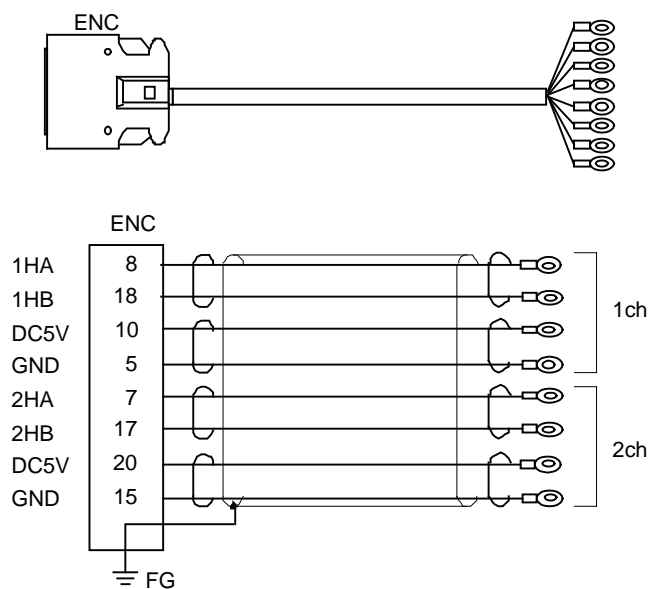 ENC
ENC
1HA 8
1HB 18
DC5V 10
GND 5
1ch
2HA 7
2HB 17
DC5V 20
GND 15
2ch
FG